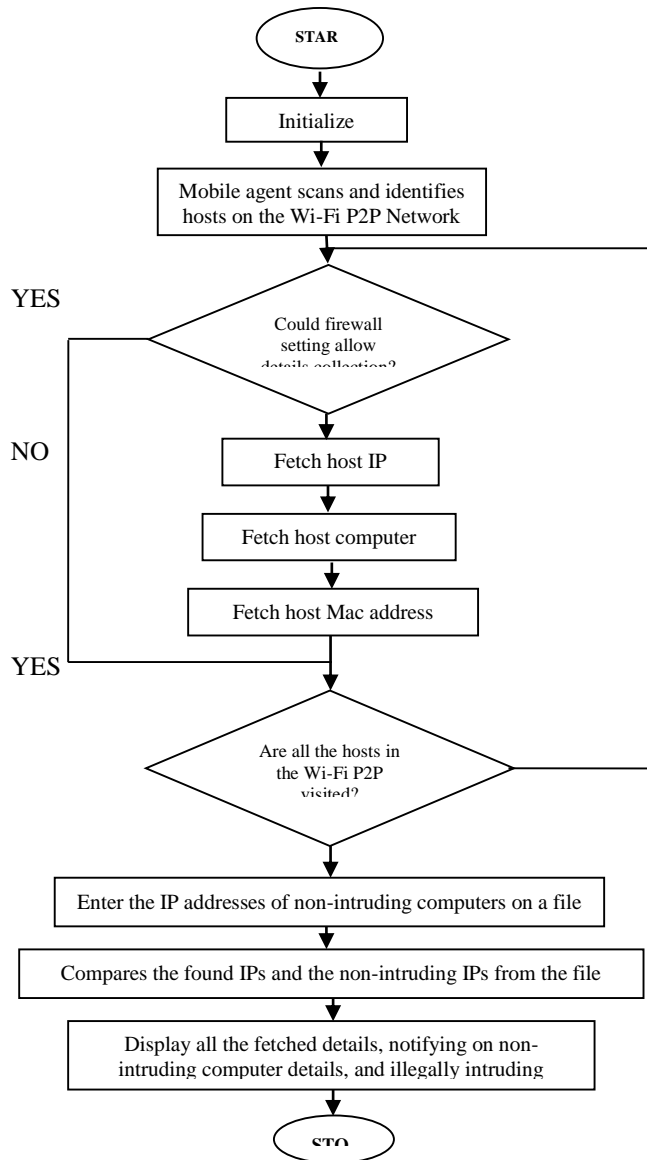 STAR
Initialize
Mobile agent scans and identifies
hosts on the Wi-Fi P2P Network
YES
Could firewall
setting allow
details collection?
NO
Fetch host IP
Fetch host computer
Fetch host Mac address
YES
Are all the hosts in
the Wi-Fi P2P
visited?
Enter the IP addresses of non-intruding computers on a file
Compares the found IPs and the non-intruding IPs from the file
Display all the fetched details, notifying on non-
intruding computer details, and illegally intruding
STO